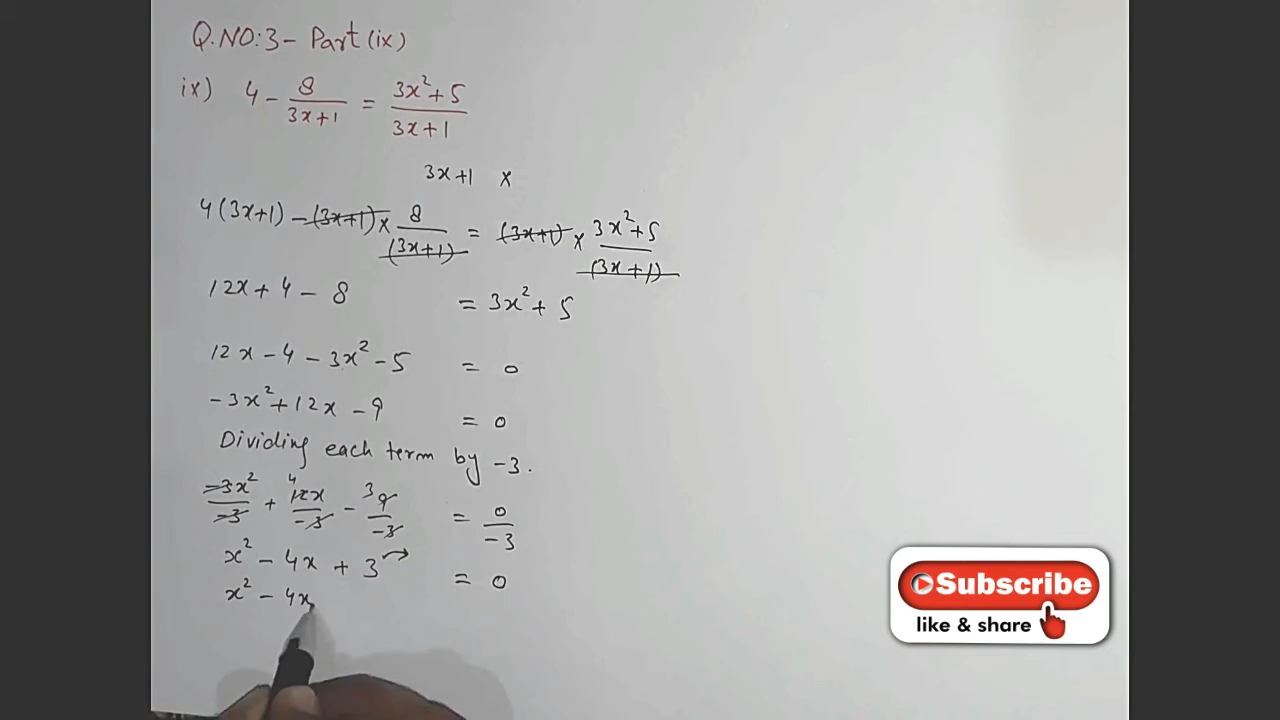 Q.NO:3- Part(ix)
ix) 4 - 8/(3x+1) = (3x²+5)/(3x+1)
3x+1 x
4(3x+1) - (3x+1) x 8/(3x+1) = (3x+1) x (3x²+5)/(3x+1)
12x + 4 - 8 = 3x² + 5
12x - 4 - 3x² - 5 = 0
-3x² + 12x - 9 = 0
Dividing each term by -3.
-3x²/-3 + 4 12x/-3 - 3 9/-3 = 0/-3
x² - 4x + 3 = 0
x² - 4x
Subscribe
like & share